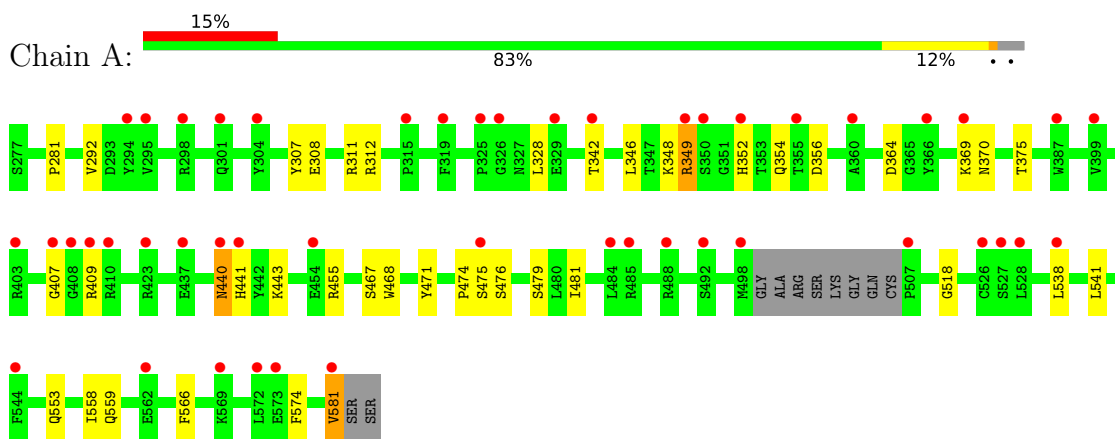 15%
Chain A:
83% 12% • •
S277 P281 V292 D293 Y294 V295 R298 Q301 Y304 Y307 E308 R311 R312 P315 F319 P325 G326 N327 L328 E329 T342 L346 T347 K348 R349 S350 G351 H352 T353 Q354 T355 D356 A360 D364 G365 Y366 K369 N370 T375 W387 V399
R403 G407 G408 R409 R410 R423 E437 N440 H441 Y442 K443 E454 R455 S467 W468 Y471 P474 S475 S476 S479 L480 I481 L484 R485 R488 S492 M498 GLY ALA ARG SER LYS GLY GLN CYS P507 G518 C526 S527 L528 L538 L541
F544 Q553 I558 Q559 E562 F566 K569 L572 E573 F574 V581 SER SER